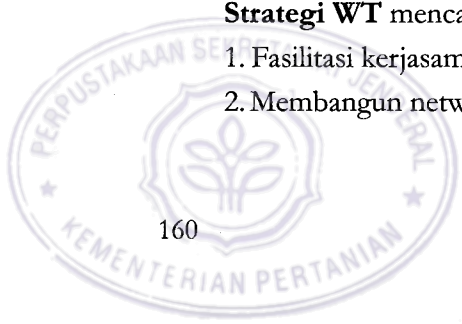 Strategi WT menca
1. Fasilitasi kerjasam
2. Membangun netw
160
PERPUSTAKAAN SEKRETARIAT JENDERAL
KEMENTERIAN PERTANIAN